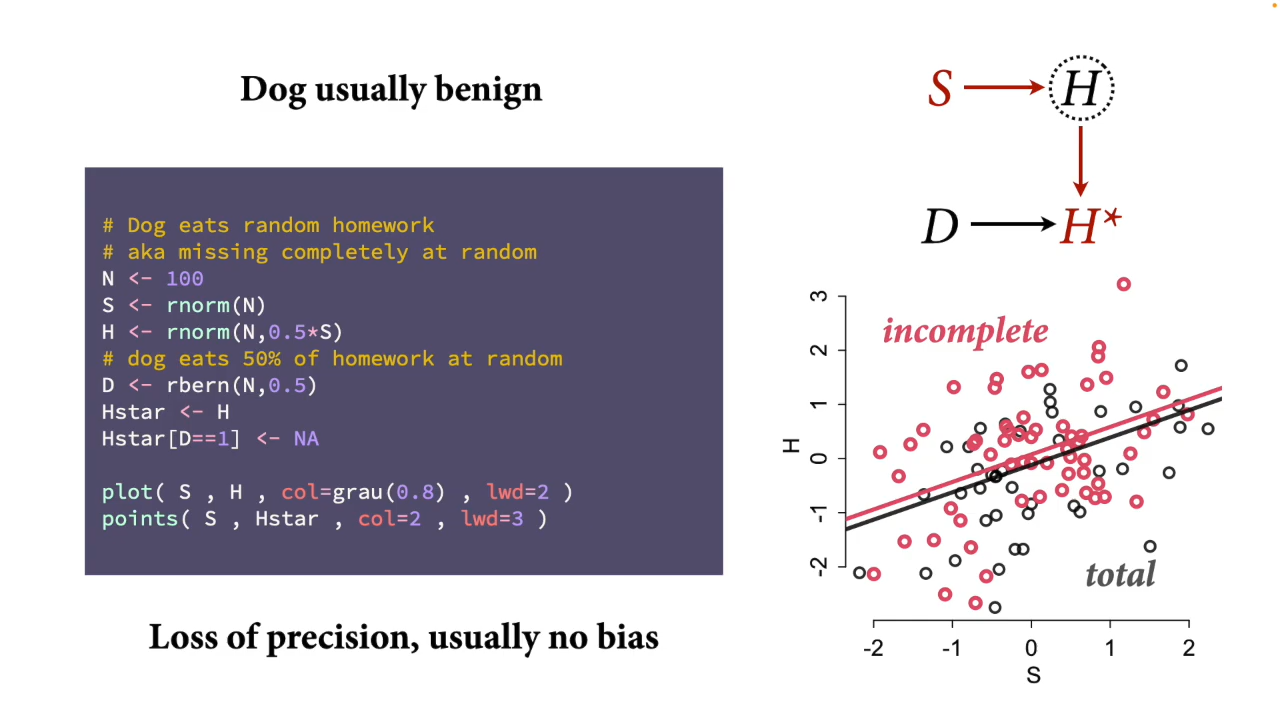 Dog usually benign
# Dog eats random homework
# aka missing completely at random
N <- 100
S <- rnorm(N)
H <- rnorm(N,0.5*S)
# dog eats 50% of homework at random
D <- rbern(N,0.5)
Hstar <- H
Hstar[D==1] <- NA
plot( S , H , col=grau(0.8) , lwd=2 )
points( S , Hstar , col=2 , lwd=3 )
Loss of precision, usually no bias
S H
D H*
incomplete
total
3
2
1
0
-1
-2
H
-2 -1 0 1 2
S